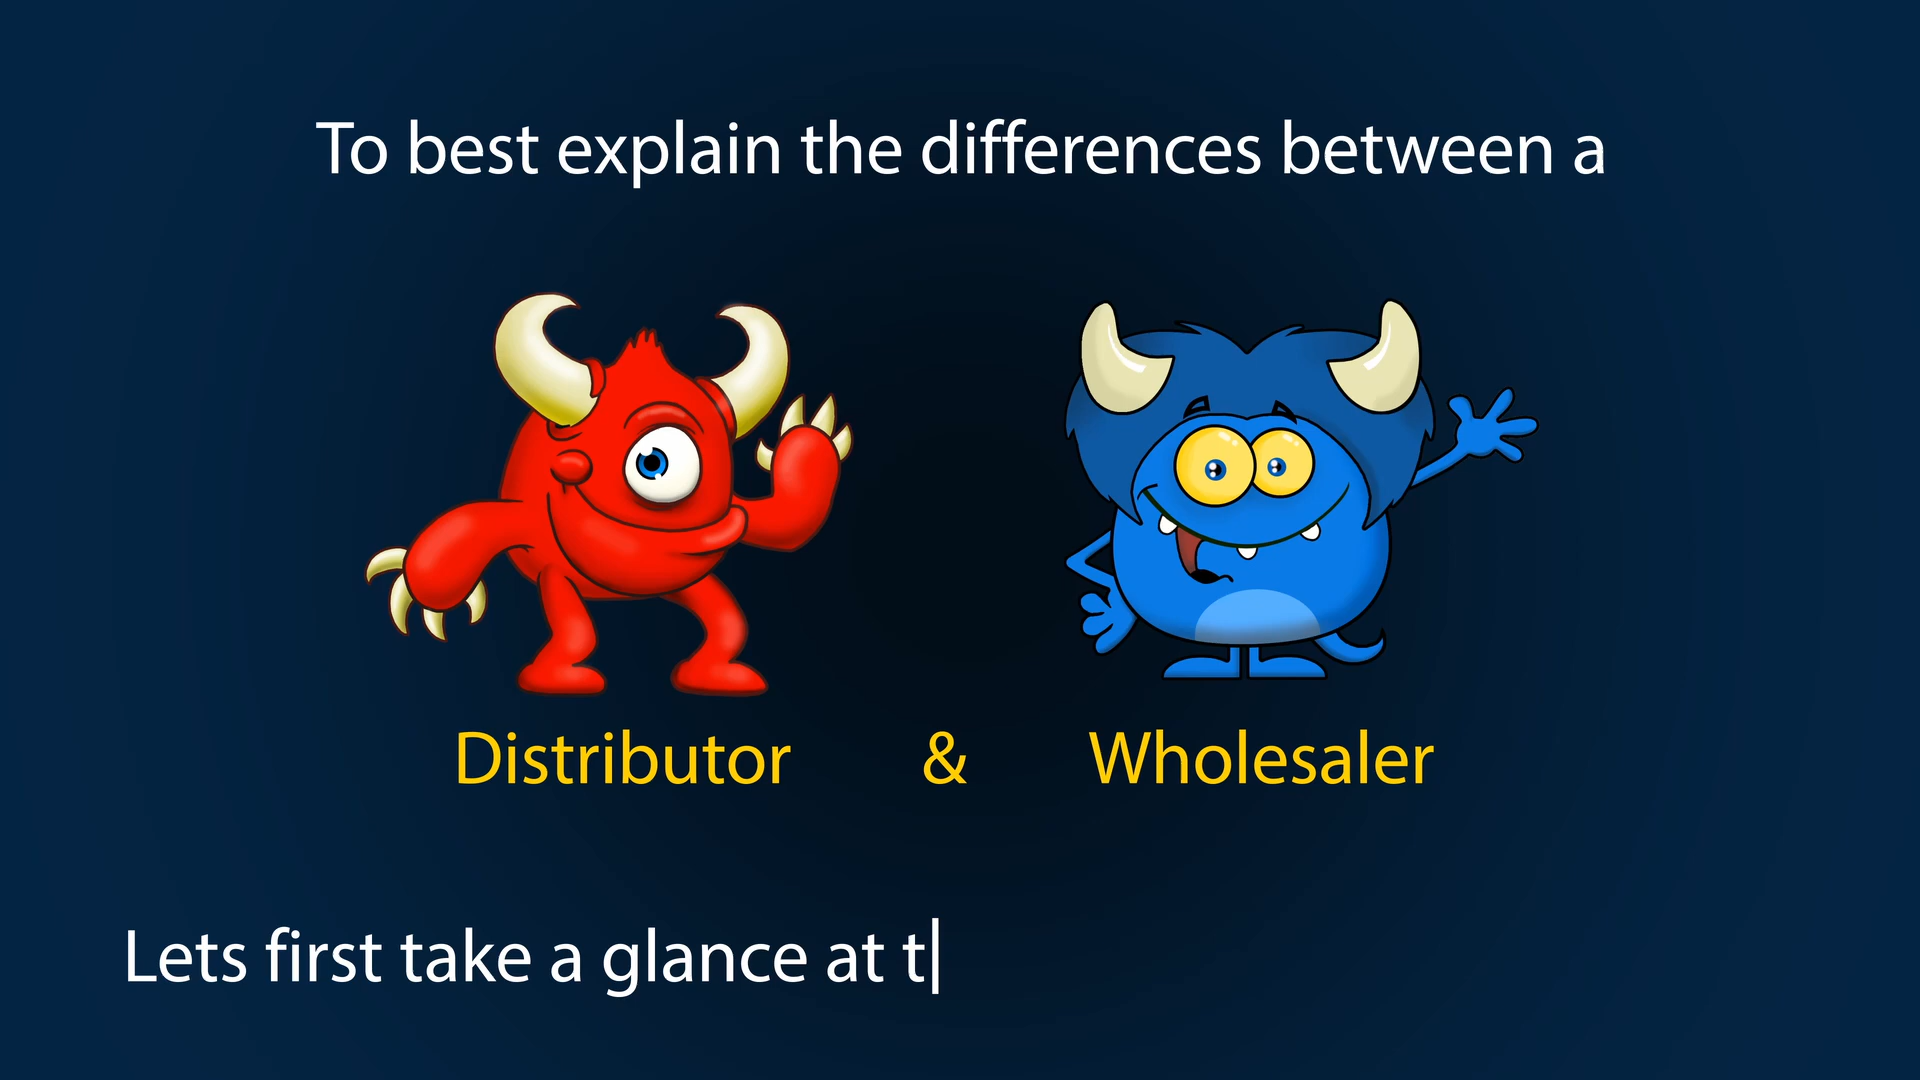 To best explain the differences between a
Distributor & Wholesaler
Lets first take a glance at t